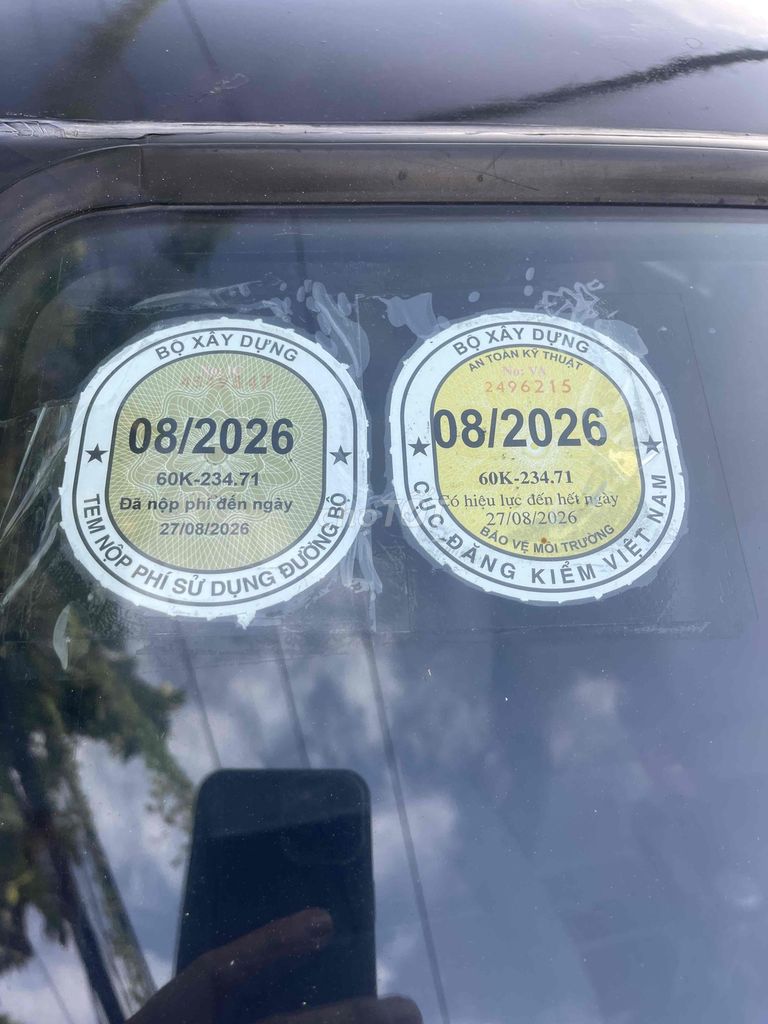 BỘ XÂY DỰNG
08/2026
60K-234.71
Đã nộp phí đến ngày
27/08/2026
TEM NỘP PHÍ SỬ DỤNG ĐƯỜNG BỘ
BỘ XÂY DỰNG
AN TOÀN KỸ THUẬT
No: VA
2496215
08/2026
60K-234.71
Có hiệu lực đến hết ngày
27/08/2026
BẢO VỆ MÔI TRƯỜNG
CỤC ĐĂNG KIỂM VIỆT NAM